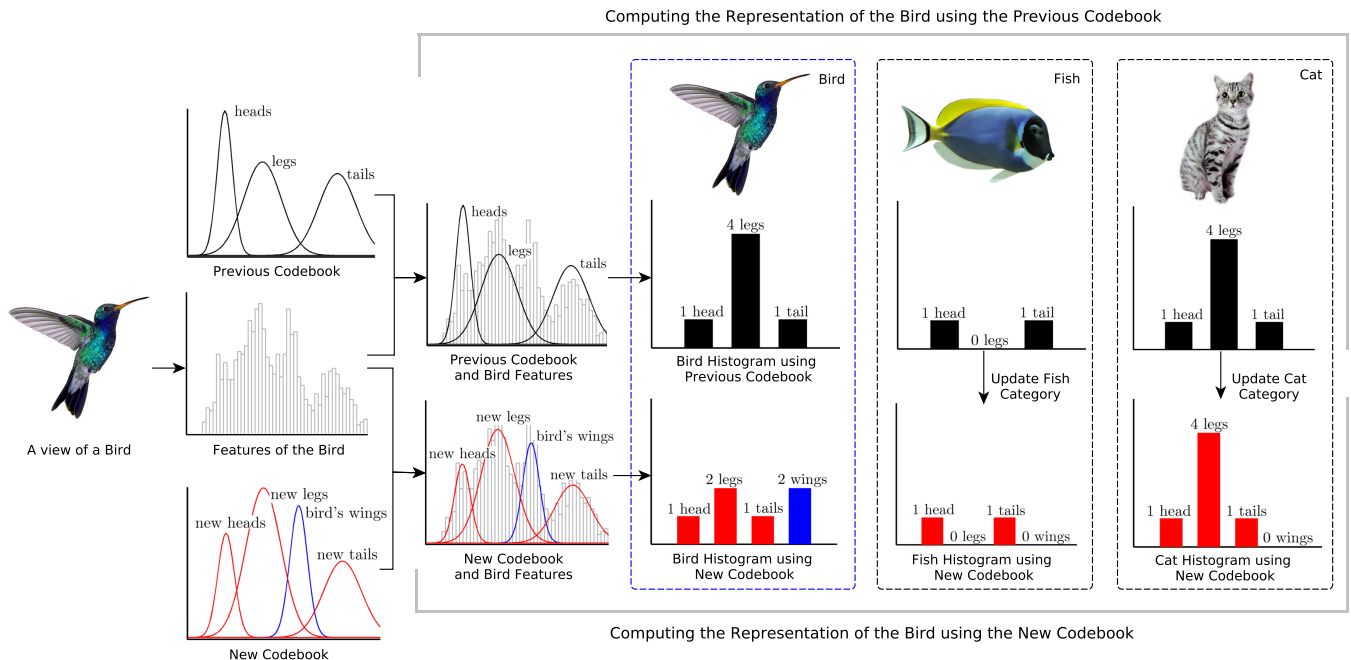 Computing the Representation of the Bird using the Previous Codebook
heads
legs
tails
Previous Codebook
A view of a Bird
Features of the Bird
new heads
new legs
bird's wings
new tails
New Codebook
heads
legs
tails
Previous Codebook
and Bird Features
new heads
new legs
bird's wings
new tails
New Codebook
and Bird Features
Bird
1 head
4 legs
1 tail
Bird Histogram using
Previous Codebook
1 head
2 legs
1 tails
2 wings
Bird Histogram using
New Codebook
Fish
1 head
0 legs
1 tail
Update Fish
Category
1 head
0 legs
1 tails
0 wings
Fish Histogram using
New Codebook
Cat
1 head
4 legs
1 tail
Update Cat
Category
1 head
4 legs
1 tails
0 wings
Cat Histogram using
New Codebook
Computing the Representation of the Bird using the New Codebook